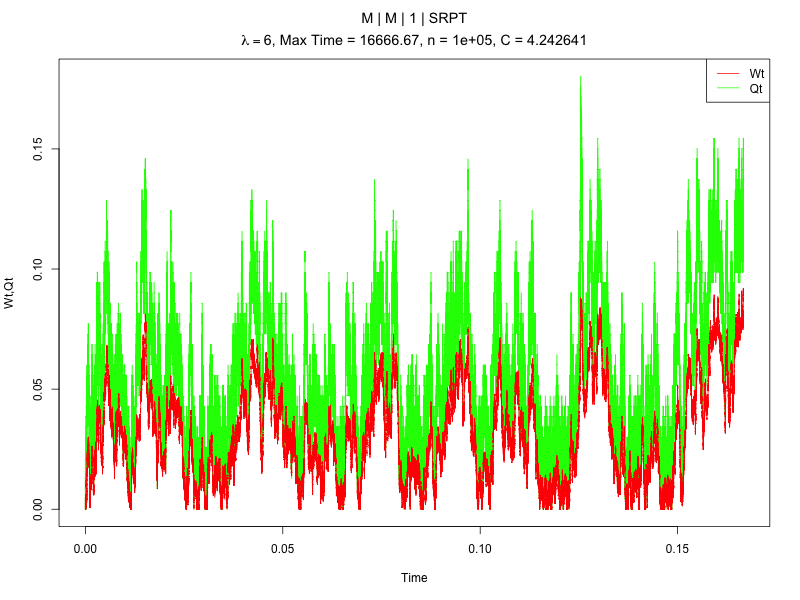 M | M | 1 | SRPT
λ = 6, Max Time = 16666.67, n = 1e+05, C = 4.242641
Wt
Qt
Wt,Qt
0.15
0.10
0.05
0.00
0.00 0.05 0.10 0.15
Time